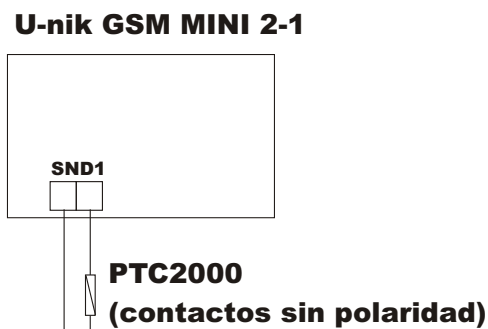 U-nik GSM MINI 2-1
SND1
PTC2000
(contactos sin polaridad)